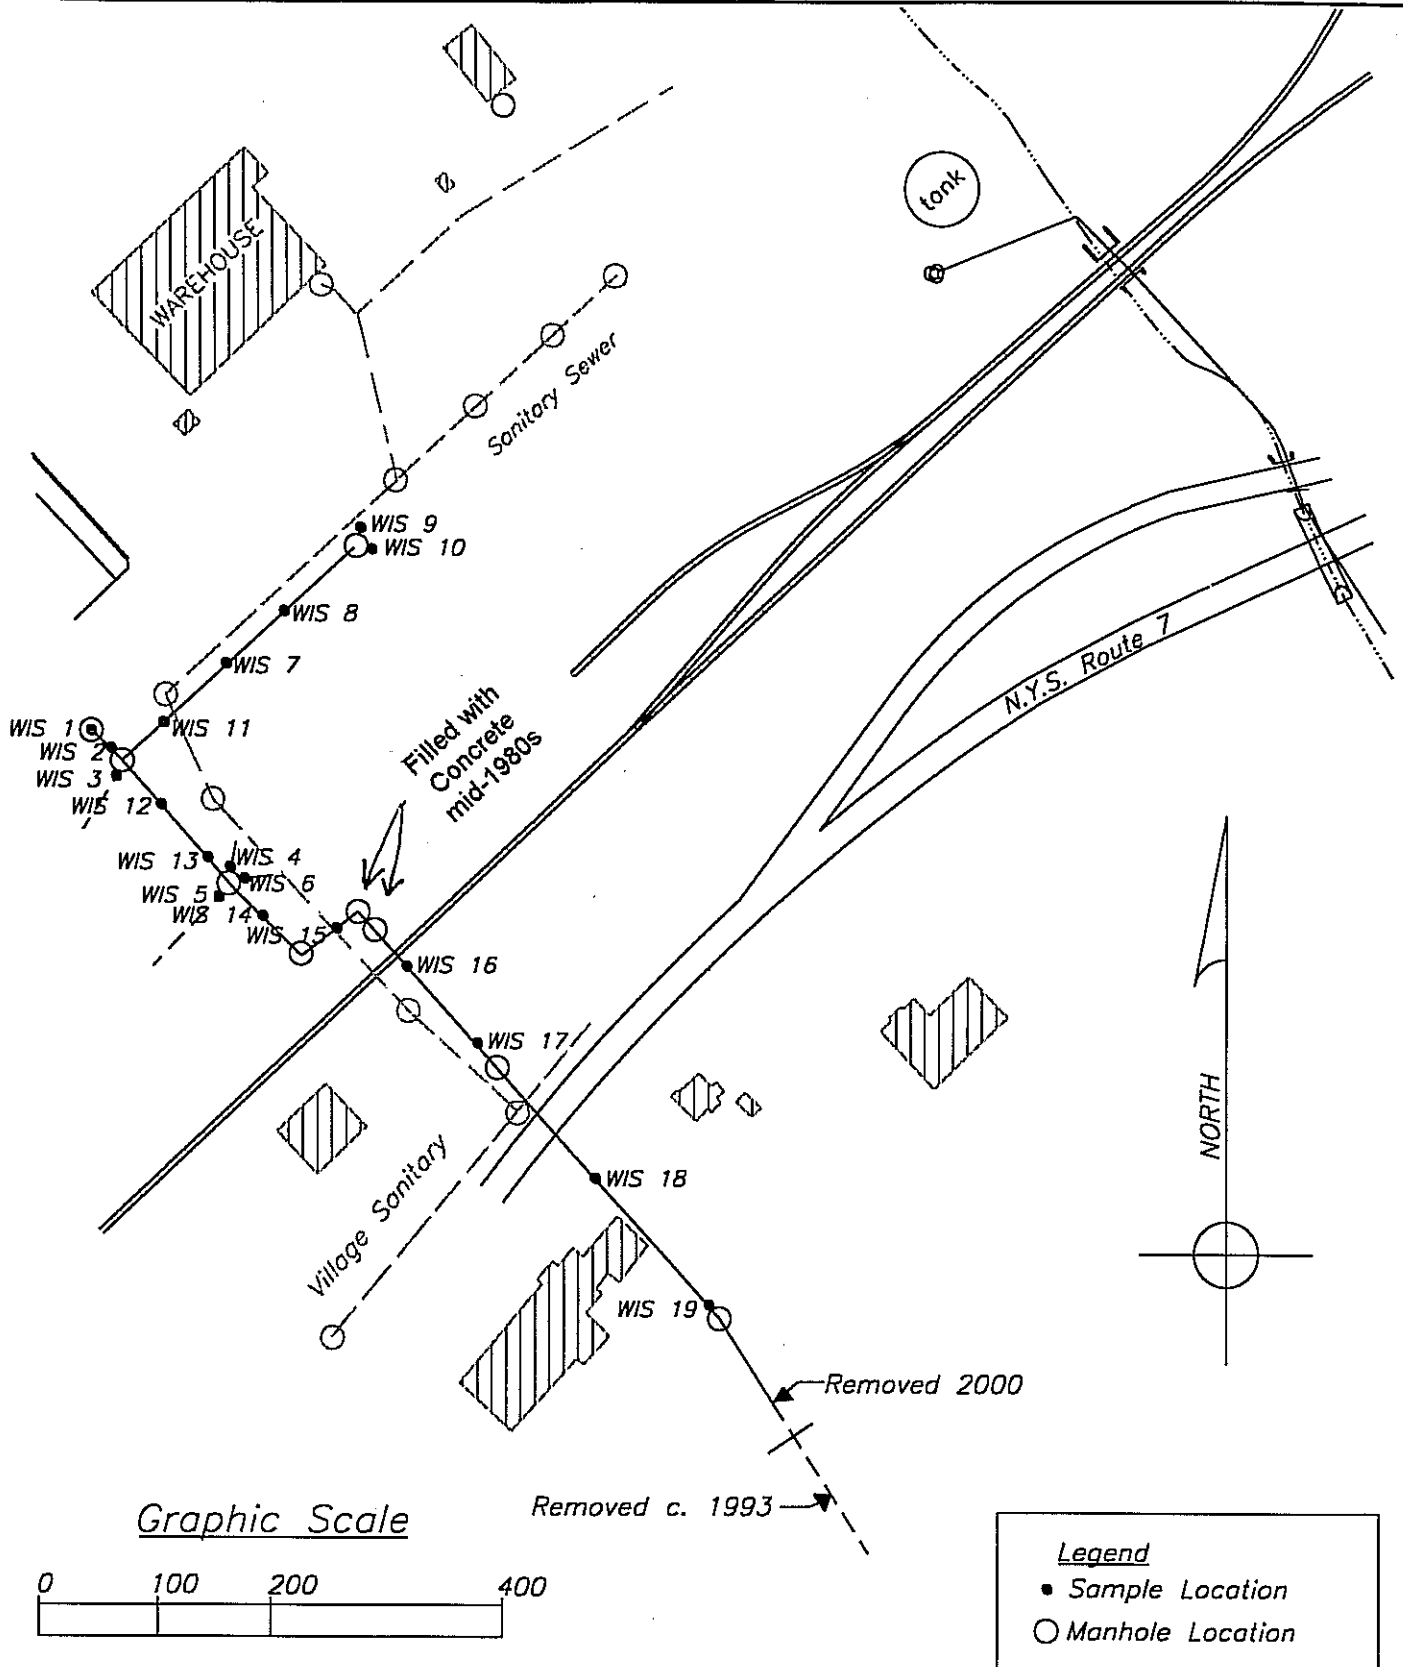 tank
WAREHOUSE
Sanitary Sewer
WIS 9
WIS 10
WIS 8
N.Y.S. Route 7
WIS 7
Filled with
Concrete
mid-1980s
WIS 1
WIS 11
WIS 2
WIS 3
WIS 12
WIS 13
WIS 4
WIS 6
WIS 5
WIS 14
WIS 15
WIS 16
WIS 17
NORTH
Village Sanitary
WIS 18
WIS 19
Removed 2000
Removed c. 1993
Graphic Scale
0 100 200 400
Legend
Sample Location
Manhole Location